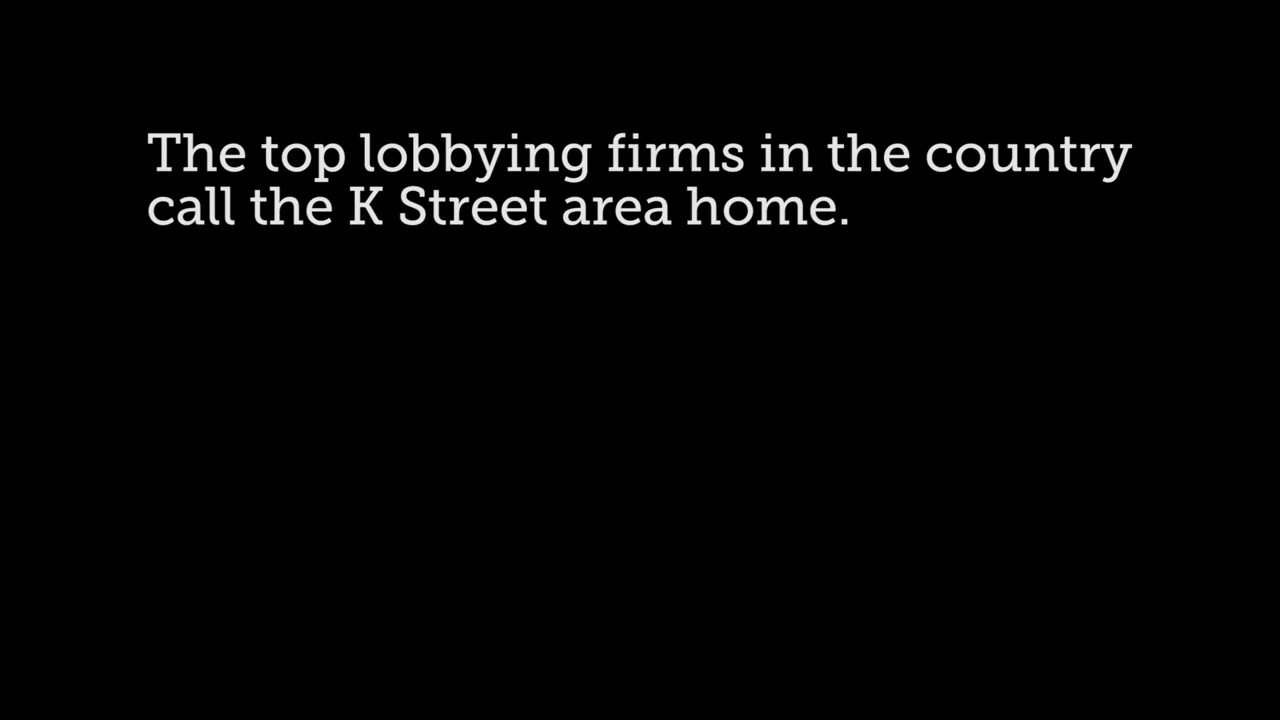 The top lobbying firms in the country
call the K Street area home.